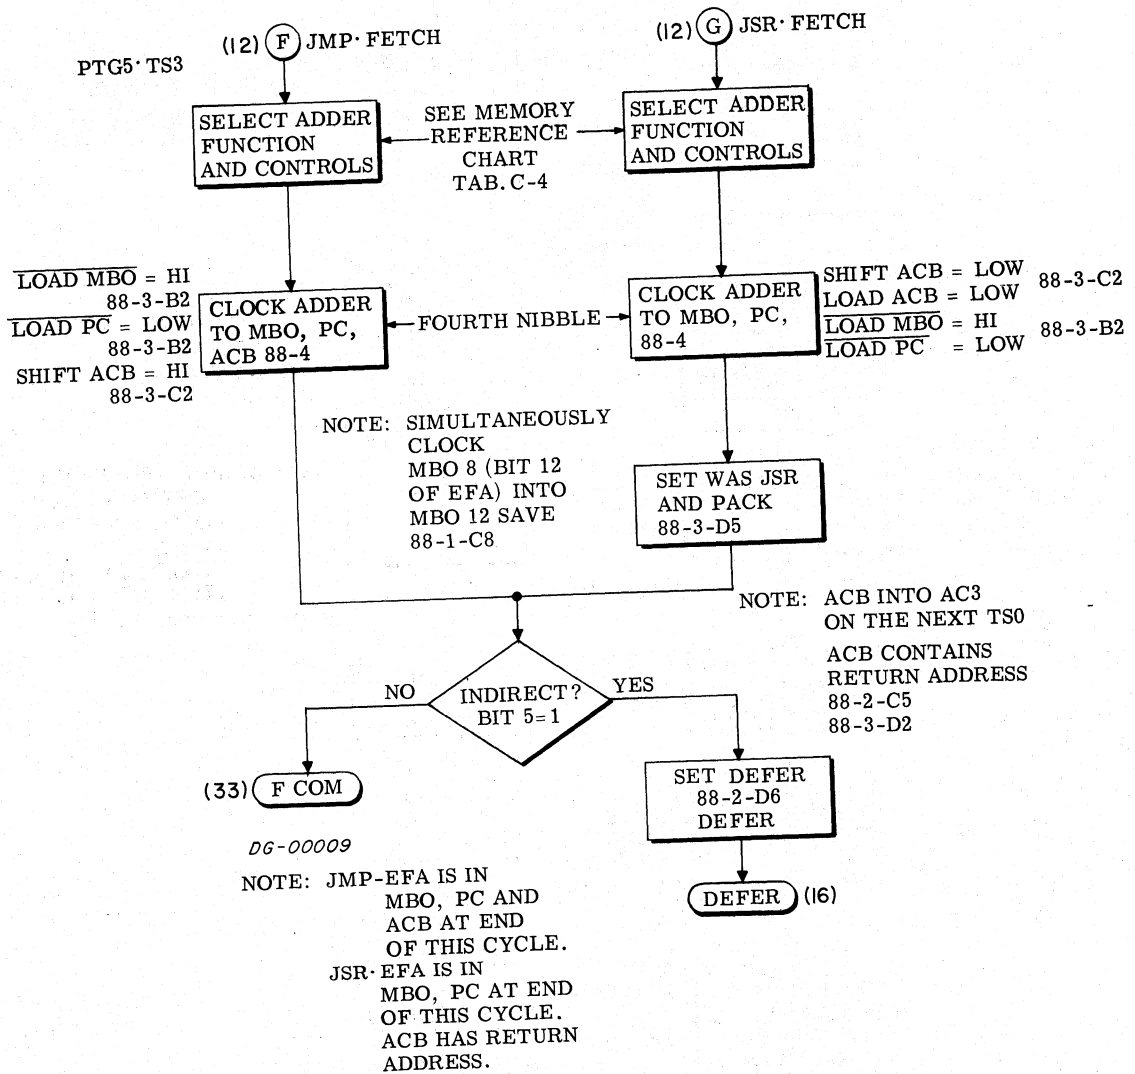 (12) F JMP· FETCH
(12) G JSR· FETCH
PTG5· TS3
SELECT ADDER
FUNCTION
AND CONTROLS
SEE MEMORY
REFERENCE
CHART
TAB. C-4
SELECT ADDER
FUNCTION
AND CONTROLS
LOAD MBO = HI
88-3-B2
LOAD PC = LOW
88-3-B2
SHIFT ACB = HI
88-3-C2
CLOCK ADDER
TO MBO, PC,
ACB 88-4
FOURTH NIBBLE
CLOCK ADDER
TO MBO, PC,
88-4
SHIFT ACB = LOW
LOAD ACB = LOW
88-3-C2
LOAD MBO = HI
LOAD PC = LOW
88-3-B2
NOTE: SIMULTANEOUSLY
CLOCK
MBO 8 (BIT 12
OF EFA) INTO
MBO 12 SAVE
88-1-C8
SET WAS JSR
AND PACK
88-3-D5
NOTE: ACB INTO AC3
ON THE NEXT TS0
ACB CONTAINS
RETURN ADDRESS
88-2-C5
88-3-D2
NO
INDIRECT?
BIT 5=1
YES
(33) F COM
SET DEFER
88-2-D6
DEFER
DEFER (16)
DG-00009
NOTE: JMP-EFA IS IN
MBO, PC AND
ACB AT END
OF THIS CYCLE.
JSR· EFA IS IN
MBO, PC AT END
OF THIS CYCLE.
ACB HAS RETURN
ADDRESS.